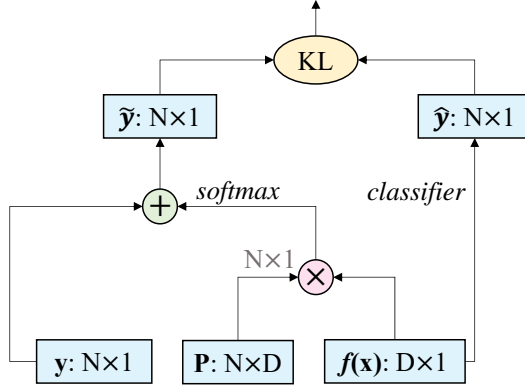 KL
ỹ: N×1
ŷ: N×1
+
softmax
classifier
N×1
×
y: N×1
P: N×D
f(x): D×1